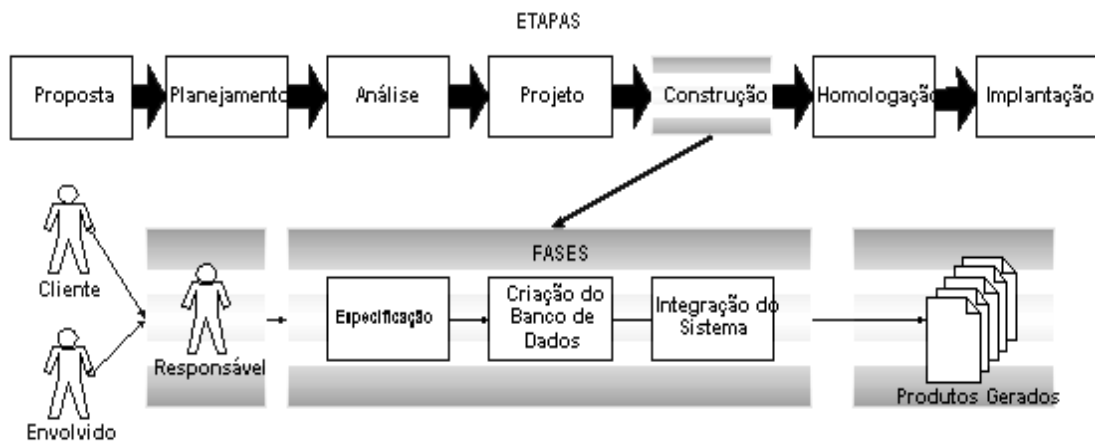 ETAPAS
Proposta
Planejamento
Análise
Projeto
Construção
Homologação
Implantação
Cliente
Envolvido
Responsável
FASES
Especificação
Criação do
Banco de
Dados
Integração do
Sistema
Produtos Gerados